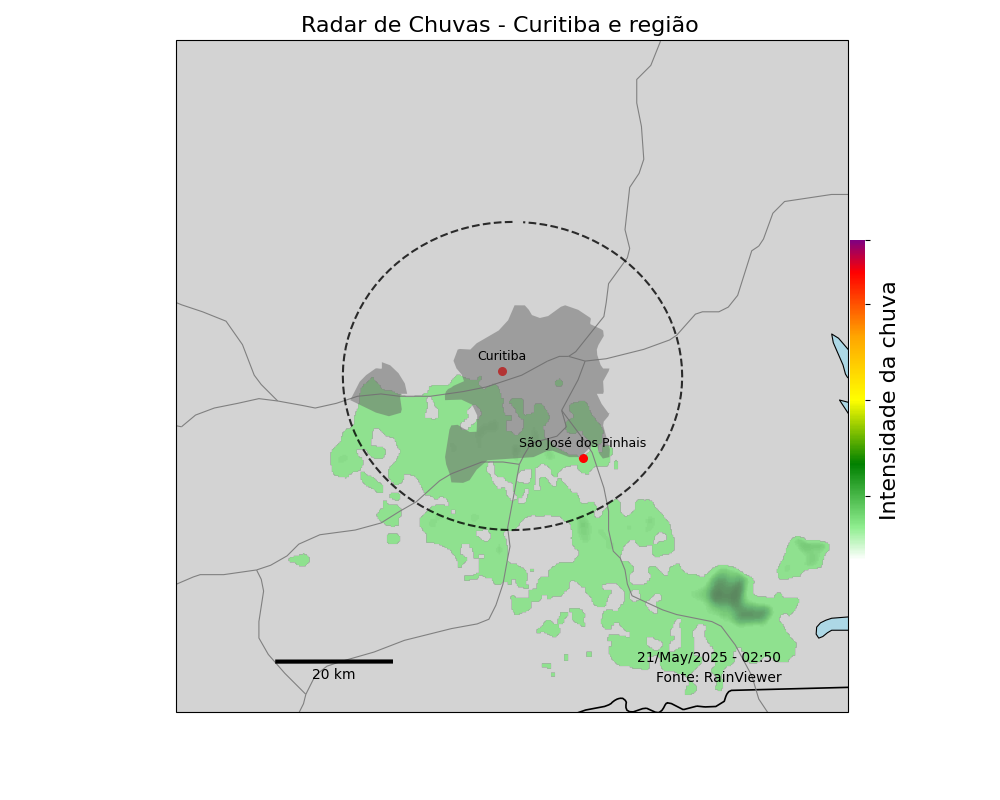 Radar de Chuvas - Curitiba e região
Curitiba
São José dos Pinhais
Intensidade da chuva
21/May/2025 - 02:50
20 km
Fonte: RainViewer